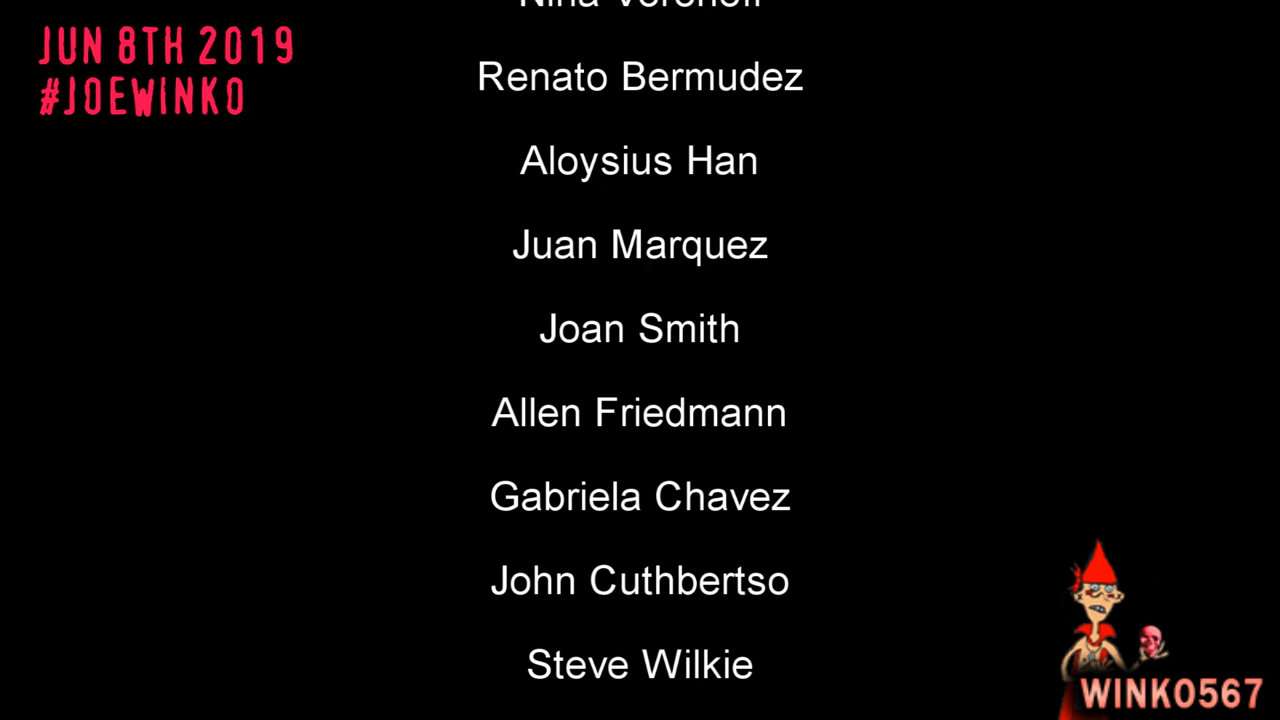 JUN 8TH 2019
#JOEWINKO
Renato Bermudez
Aloysius Han
Juan Marquez
Joan Smith
Allen Friedmann
Gabriela Chavez
John Cuthbertso
Steve Wilkie
WINKO567